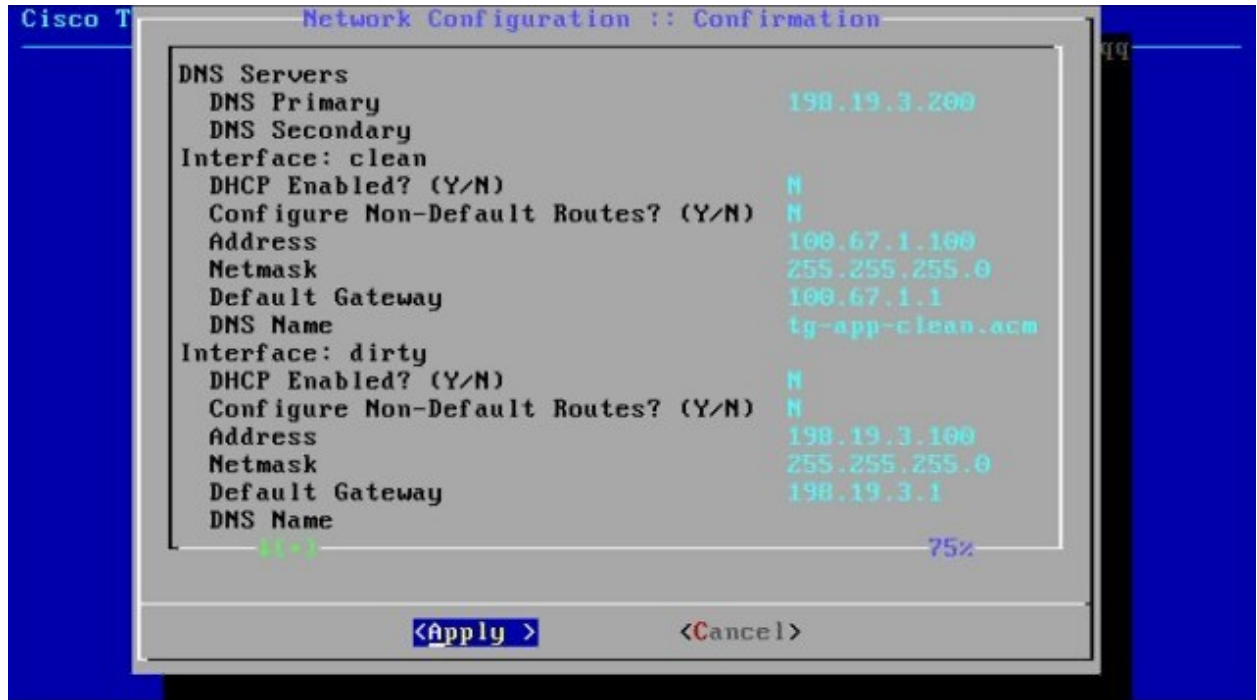 Cisco T
Network Configuration :: Confirmation
qq
DNS Servers
DNS Primary 198.19.3.200
DNS Secondary
Interface: clean
DHCP Enabled? (Y/N) N
Configure Non-Default Routes? (Y/N) N
Address 100.67.1.100
Netmask 255.255.255.0
Default Gateway 100.67.1.1
DNS Name tg-app-clean.acm
Interface: dirty
DHCP Enabled? (Y/N) N
Configure Non-Default Routes? (Y/N) N
Address 198.19.3.100
Netmask 255.255.255.0
Default Gateway 198.19.3.1
DNS Name
↓(+) 75%
<Apply > <Cancel>